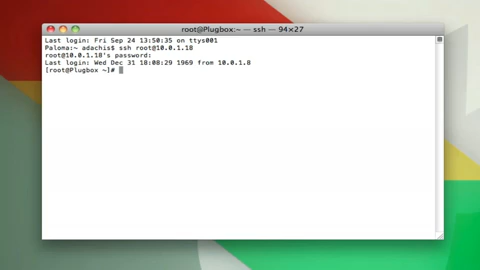 root@Plugbox:~ — ssh — 94×27
Last login: Fri Sep 24 13:50:35 on ttys001
Paloma:~ adachis$ ssh root@10.0.1.18
root@10.0.1.18's password:
Last login: Wed Dec 31 18:08:29 1969 from 10.0.1.8
[root@Plugbox ~]#